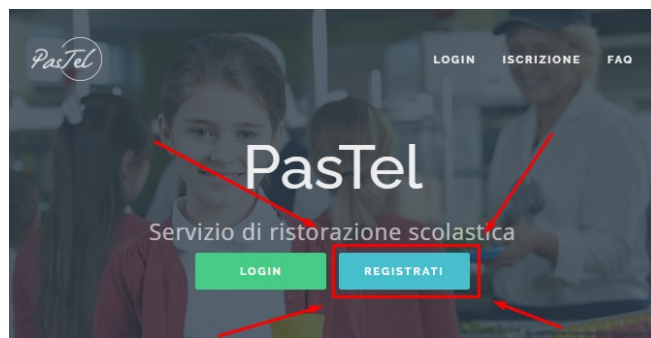 PasTel
LOGIN ISCRIZIONE FAQ
PasTel
Servizio di ristorazione scolastica
LOGIN REGISTRATI